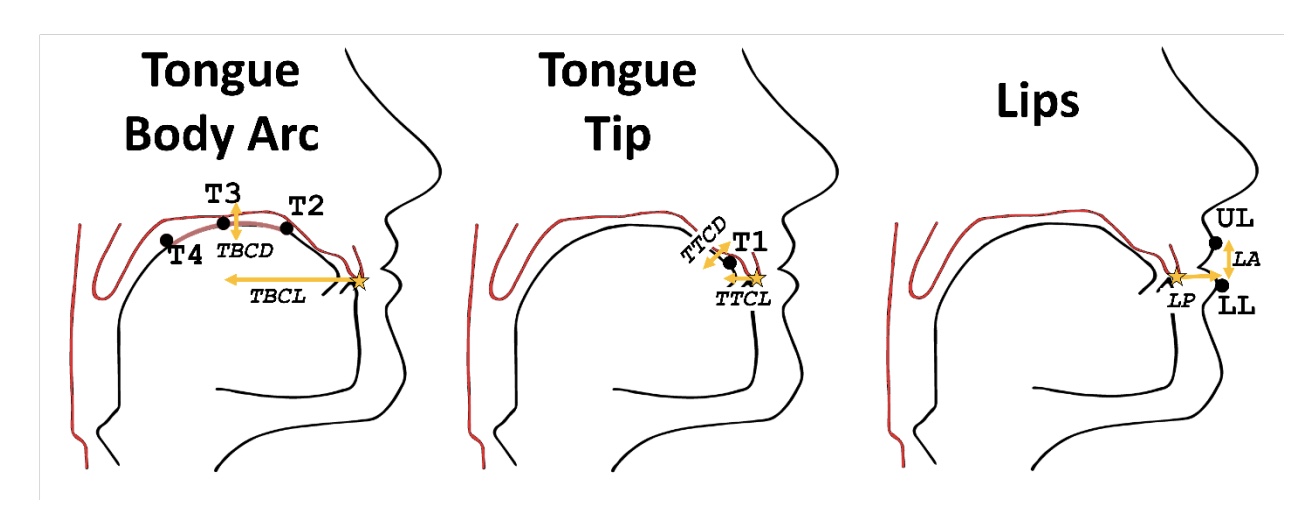 Tongue
Body Arc
T3
T2
T4
TBCD
TBCL
Tongue
Tip
TTCD
T1
TTCL
Lips
UL
LA
LP
LL